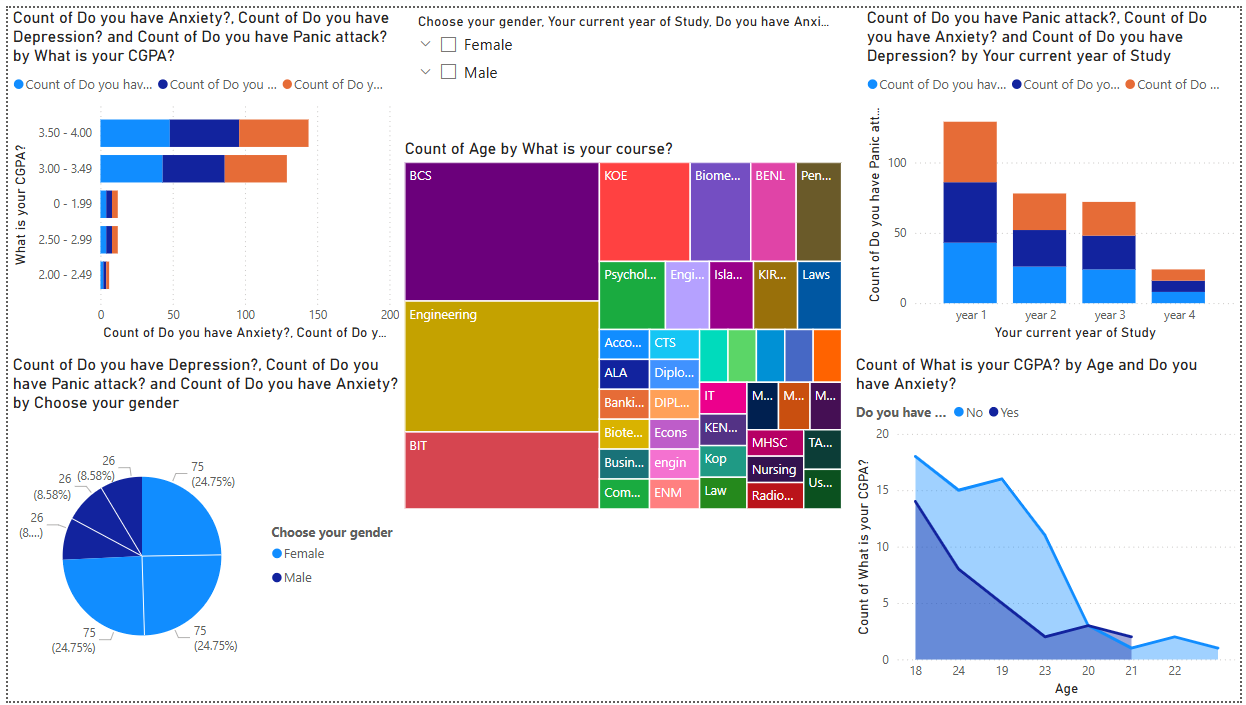 Count of Do you have Anxiety?, Count of Do you have
Depression? and Count of Do you have Panic attack?
by What is your CGPA?
Count of Do you hav... Count of Do you ... Count of Do y...
What is your CGPA?
3.50 - 4.00
3.00 - 3.49
0 - 1.99
2.50 - 2.99
2.00 - 2.49
0 50 100 150 200
Count of Do you have Anxiety?, Count of Do y...
Count of Do you have Depression?, Count of Do you
have Panic attack? and Count of Do you have Anxiety?
by Choose your gender
26
(8.58%)
26
(8.58%)
26
(8....)
75
(24.75%)
75
(24.75%)
75
(24.75%)
Choose your gender
Female
Male
Choose your gender, Your current year of Study, Do you have Anxi...
Female
Male
Count of Age by What is your course?
BCS
Engineering
BIT
KOE
Biome...
BENL
Pen...
Psychol...
Engi...
Isla...
KIR...
Laws
Acco...
CTS
ALA
Diplo...
Banki...
DIPL...
Biote...
Econs
Busin...
engin
Com...
ENM
IT
KEN...
Kop
Law
M...
M...
M...
MHSC
Nursing
Radio...
TA...
Us...
Count of Do you have Panic attack?, Count of Do
you have Anxiety? and Count of Do you have
Depression? by Your current year of Study
Count of Do you hav... Count of Do yo... Count of Do ...
Count of Do you have Panic att...
100
50
0
year 1 year 2 year 3 year 4
Your current year of Study
Count of What is your CGPA? by Age and Do you
have Anxiety?
Do you have ... No Yes
Count of What is your CGPA?
20
15
10
5
0
18 24 19 23 20 21 22
Age